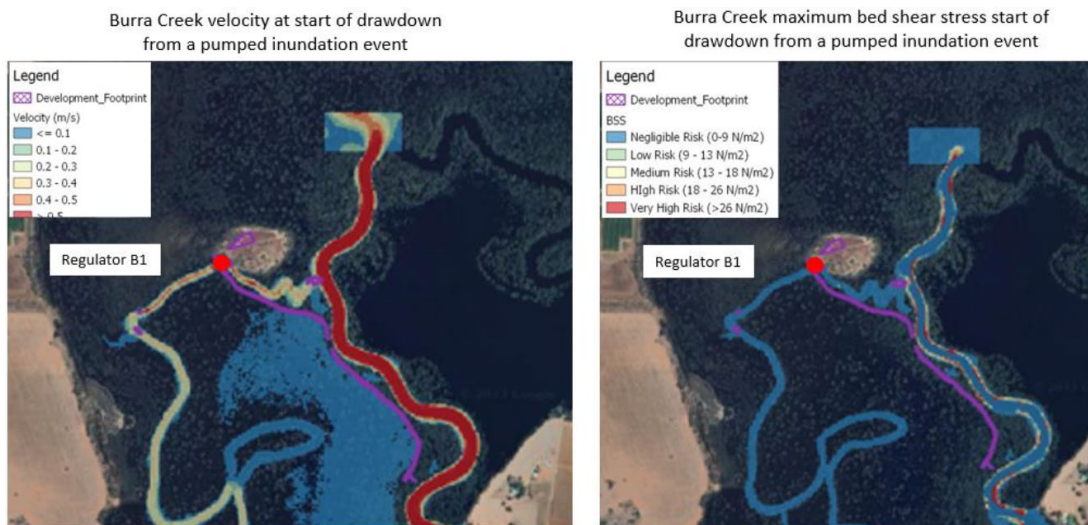 Burra Creek velocity at start of drawdown
from a pumped inundation event
Legend
Development_Footprint
Velocity (m/s)
<= 0.1
0.1 - 0.2
0.2 - 0.3
0.3 - 0.4
0.4 - 0.5
> 0.5
Regulator B1
Burra Creek maximum bed shear stress start of
drawdown from a pumped inundation event
Legend
Development_Footprint
BSS
Negligible Risk (0-9 N/m2)
Low Risk (9 - 13 N/m2)
Medium Risk (13 - 18 N/m2)
HIgh Risk (18 - 26 N/m2)
Very High Risk (>26 N/m2)
Regulator B1